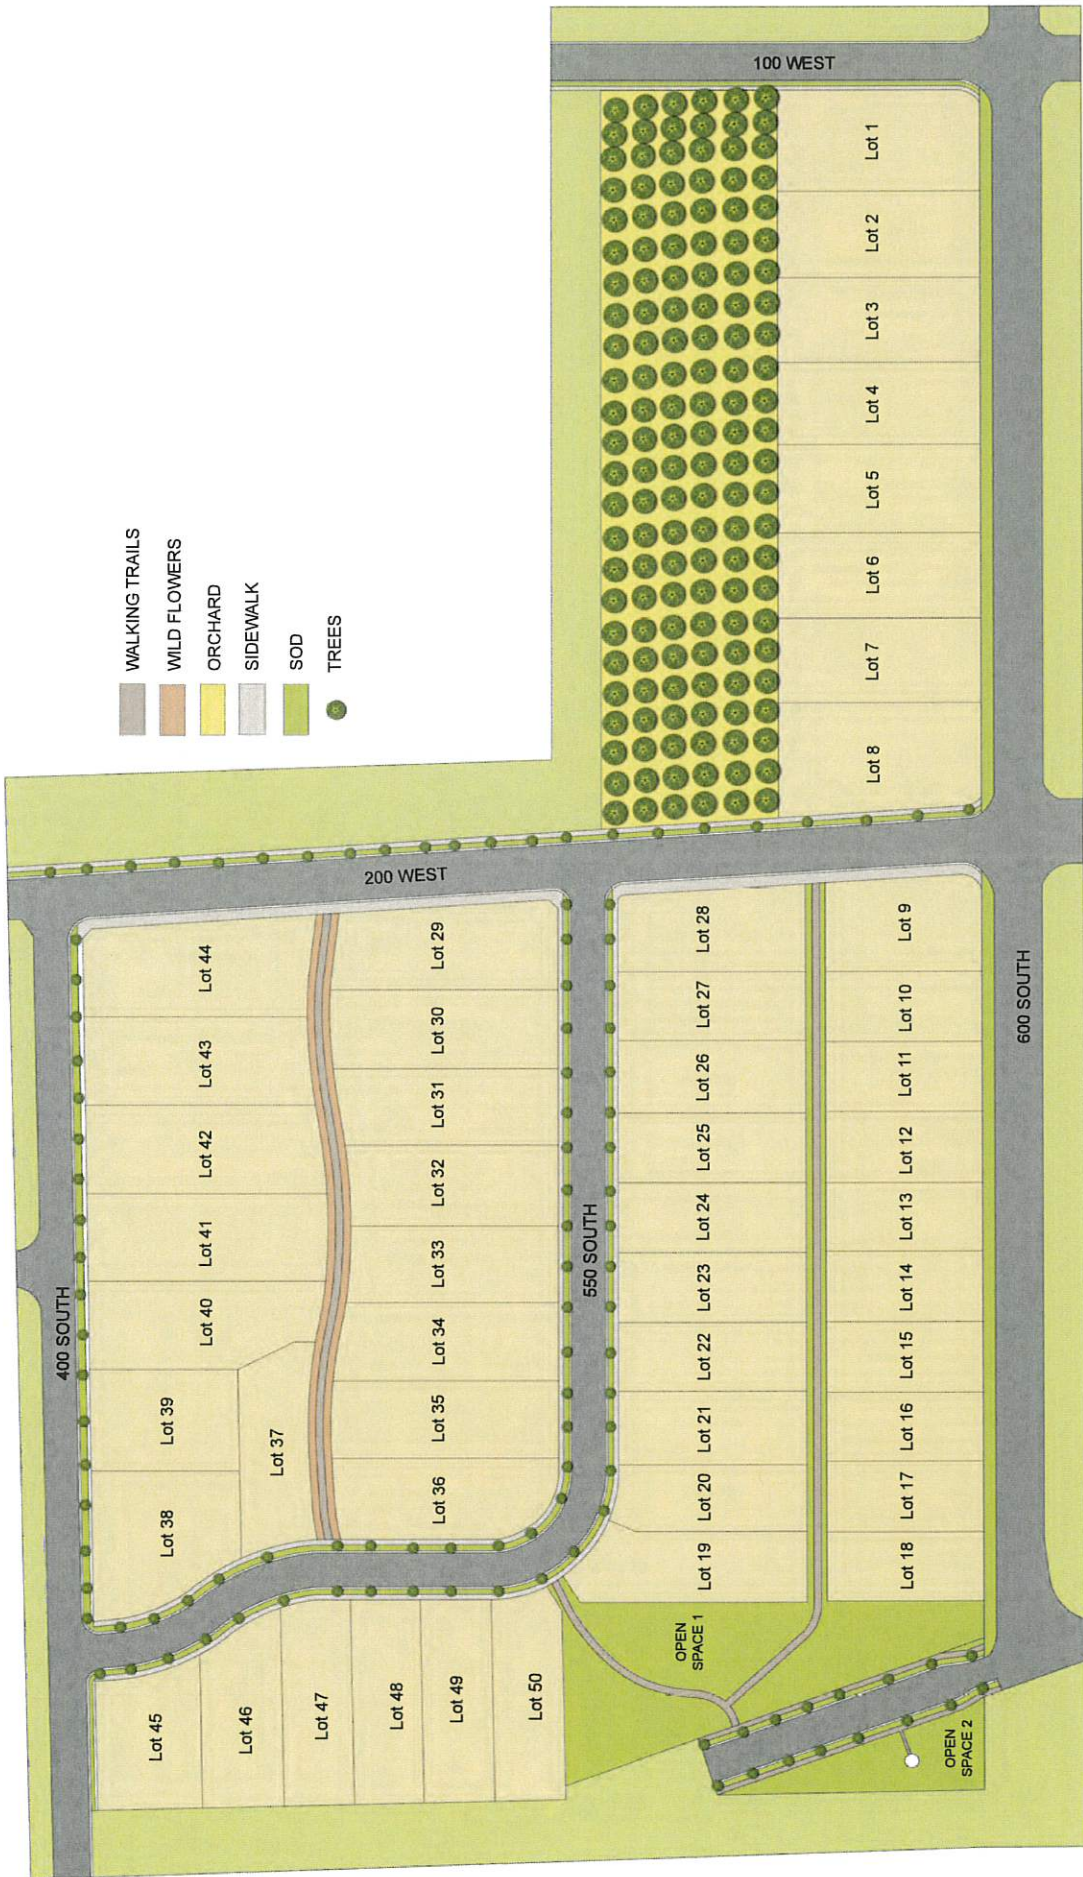 WALKING TRAILS
WILD FLOWERS
ORCHARD
SIDEWALK
SOD
TREES
100 WEST
Lot 1
Lot 2
Lot 3
Lot 4
Lot 5
Lot 6
Lot 7
Lot 8
200 WEST
400 SOUTH
Lot 44
Lot 43
Lot 42
Lot 41
Lot 40
Lot 39
Lot 38
Lot 37
Lot 29
Lot 30
Lot 31
Lot 32
Lot 33
Lot 34
Lot 35
Lot 36
550 SOUTH
Lot 28
Lot 27
Lot 26
Lot 25
Lot 24
Lot 23
Lot 22
Lot 21
Lot 20
Lot 19
Lot 9
Lot 10
Lot 11
Lot 12
Lot 13
Lot 14
Lot 15
Lot 16
Lot 17
Lot 18
600 SOUTH
Lot 45
Lot 46
Lot 47
Lot 48
Lot 49
Lot 50
OPEN
SPACE 1
OPEN
SPACE 2